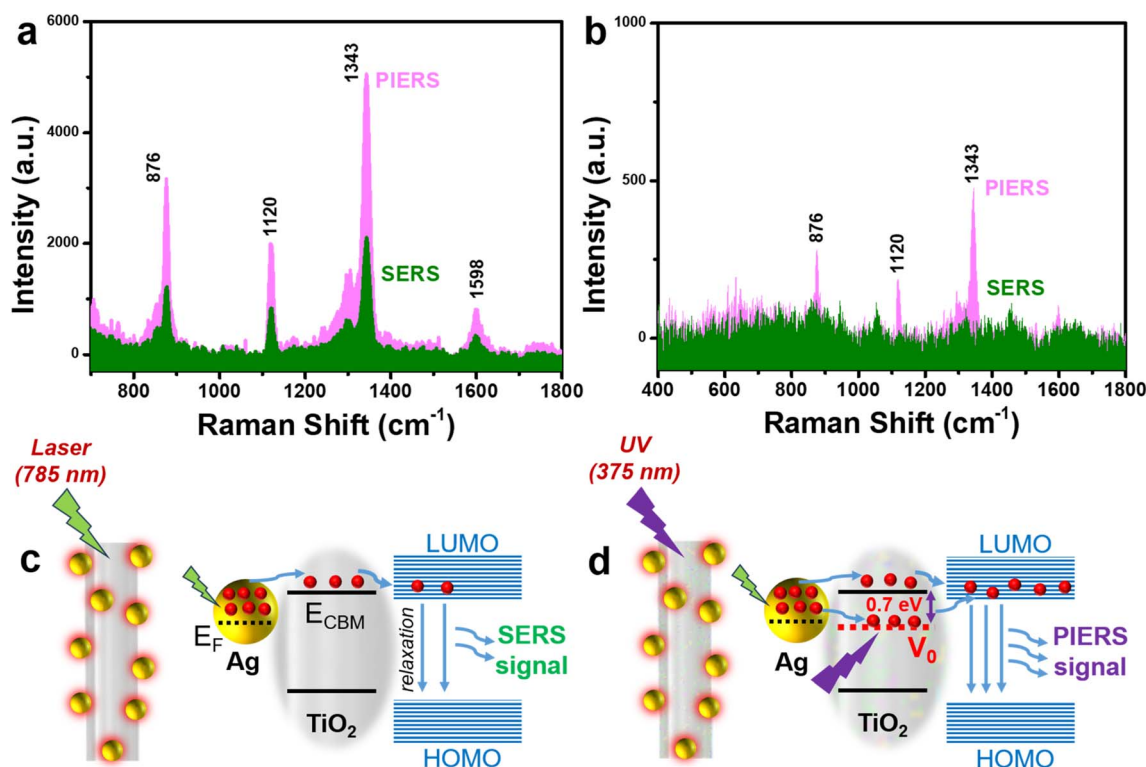 a
6000
4000
2000
0
Intensity (a.u.)
876
1120
1343
1598
PIERS
SERS
800
1000
1200
1400
1600
1800
Raman Shift (cm⁻¹)
b
1000
500
0
Intensity (a.u.)
876
1120
1343
PIERS
SERS
400
600
800
1000
1200
1400
1600
1800
Raman Shift (cm⁻¹)
Laser
(785 nm)
c
E_F
Ag
E_CBM
TiO₂
LUMO
relaxation
SERS
signal
HOMO
UV
(375 nm)
d
Ag
0.7 eV
V₀
TiO₂
LUMO
PIERS
signal
HOMO